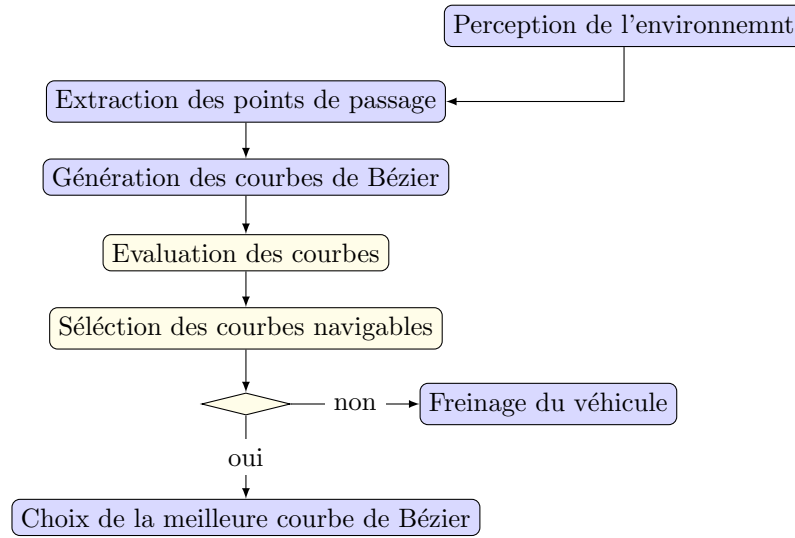 Perception de l'environnemnt
Extraction des points de passage
Génération des courbes de Bézier
Evaluation des courbes
Séléction des courbes navigables
non
Freinage du véhicule
oui
Choix de la meilleure courbe de Bézier